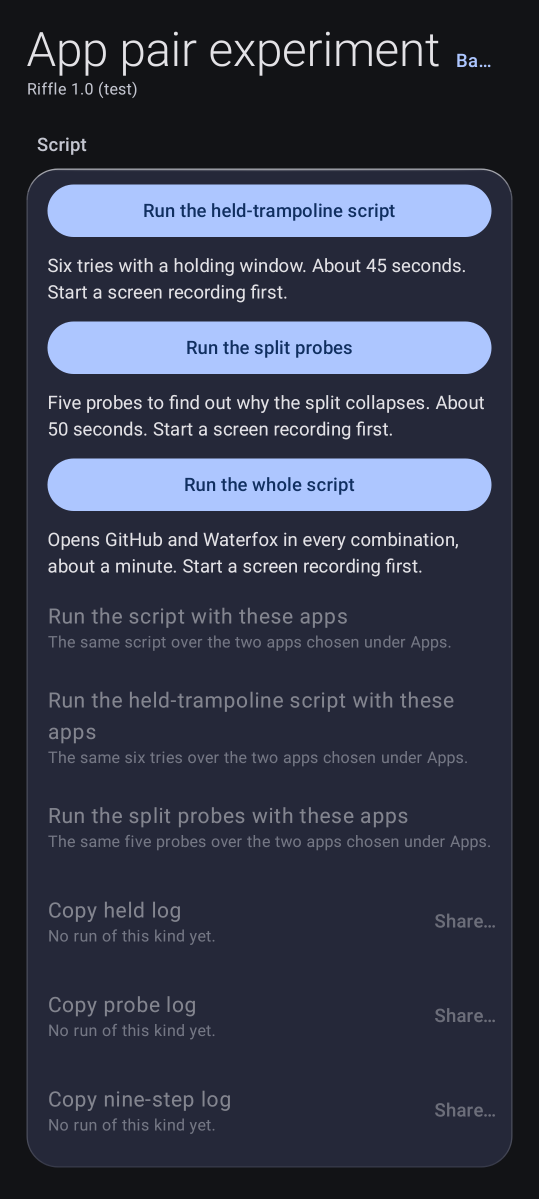 App pair experiment
Ba...
Riffle 1.0 (test)
Script
Run the held-trampoline script
Six tries with a holding window. About 45 seconds.
Start a screen recording first.
Run the split probes
Five probes to find out why the split collapses. About
50 seconds. Start a screen recording first.
Run the whole script
Opens GitHub and Waterfox in every combination,
about a minute. Start a screen recording first.
Run the script with these apps
The same script over the two apps chosen under Apps.
Run the held-trampoline script with these
apps
The same six tries over the two apps chosen under Apps.
Run the split probes with these apps
The same five probes over the two apps chosen under Apps.
Copy held log
Share...
No run of this kind yet.
Copy probe log
Share...
No run of this kind yet.
Copy nine-step log
Share...
No run of this kind yet.